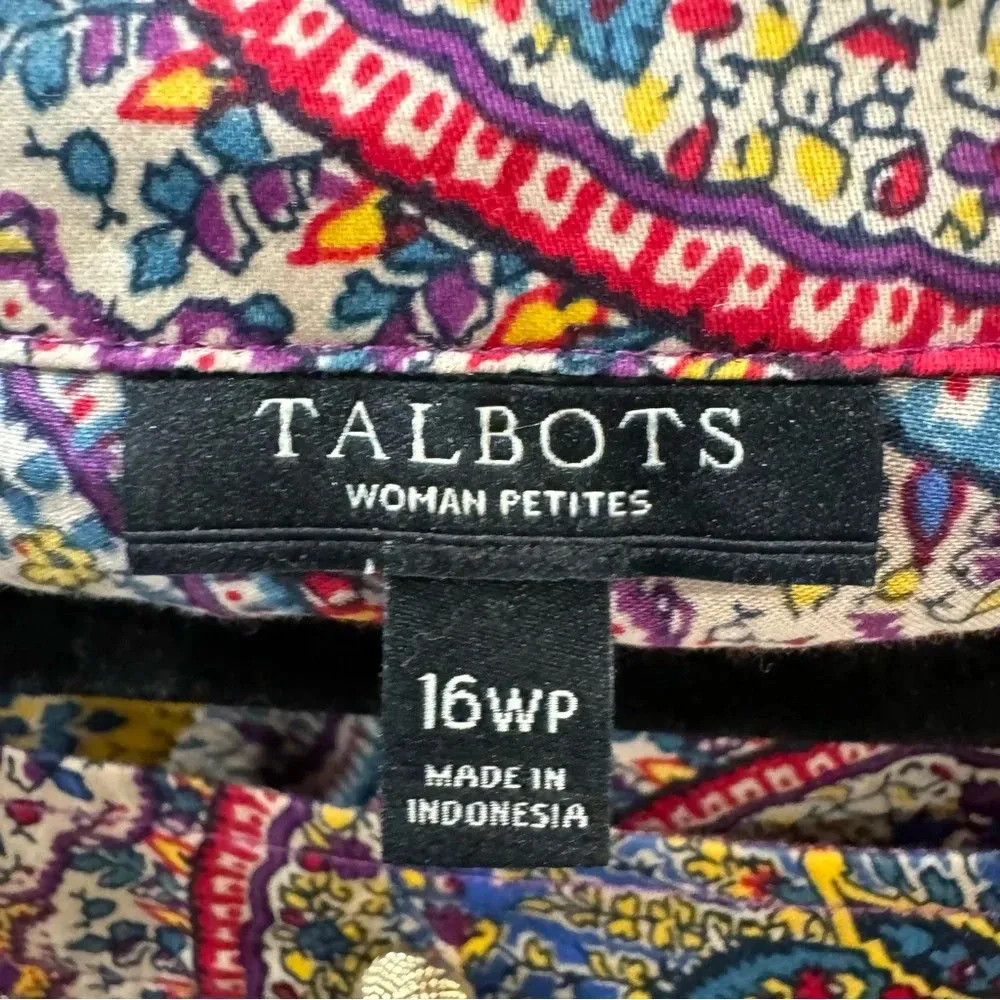 TALBOTS
WOMAN PETITES
16WP
MADE IN
INDONESIA